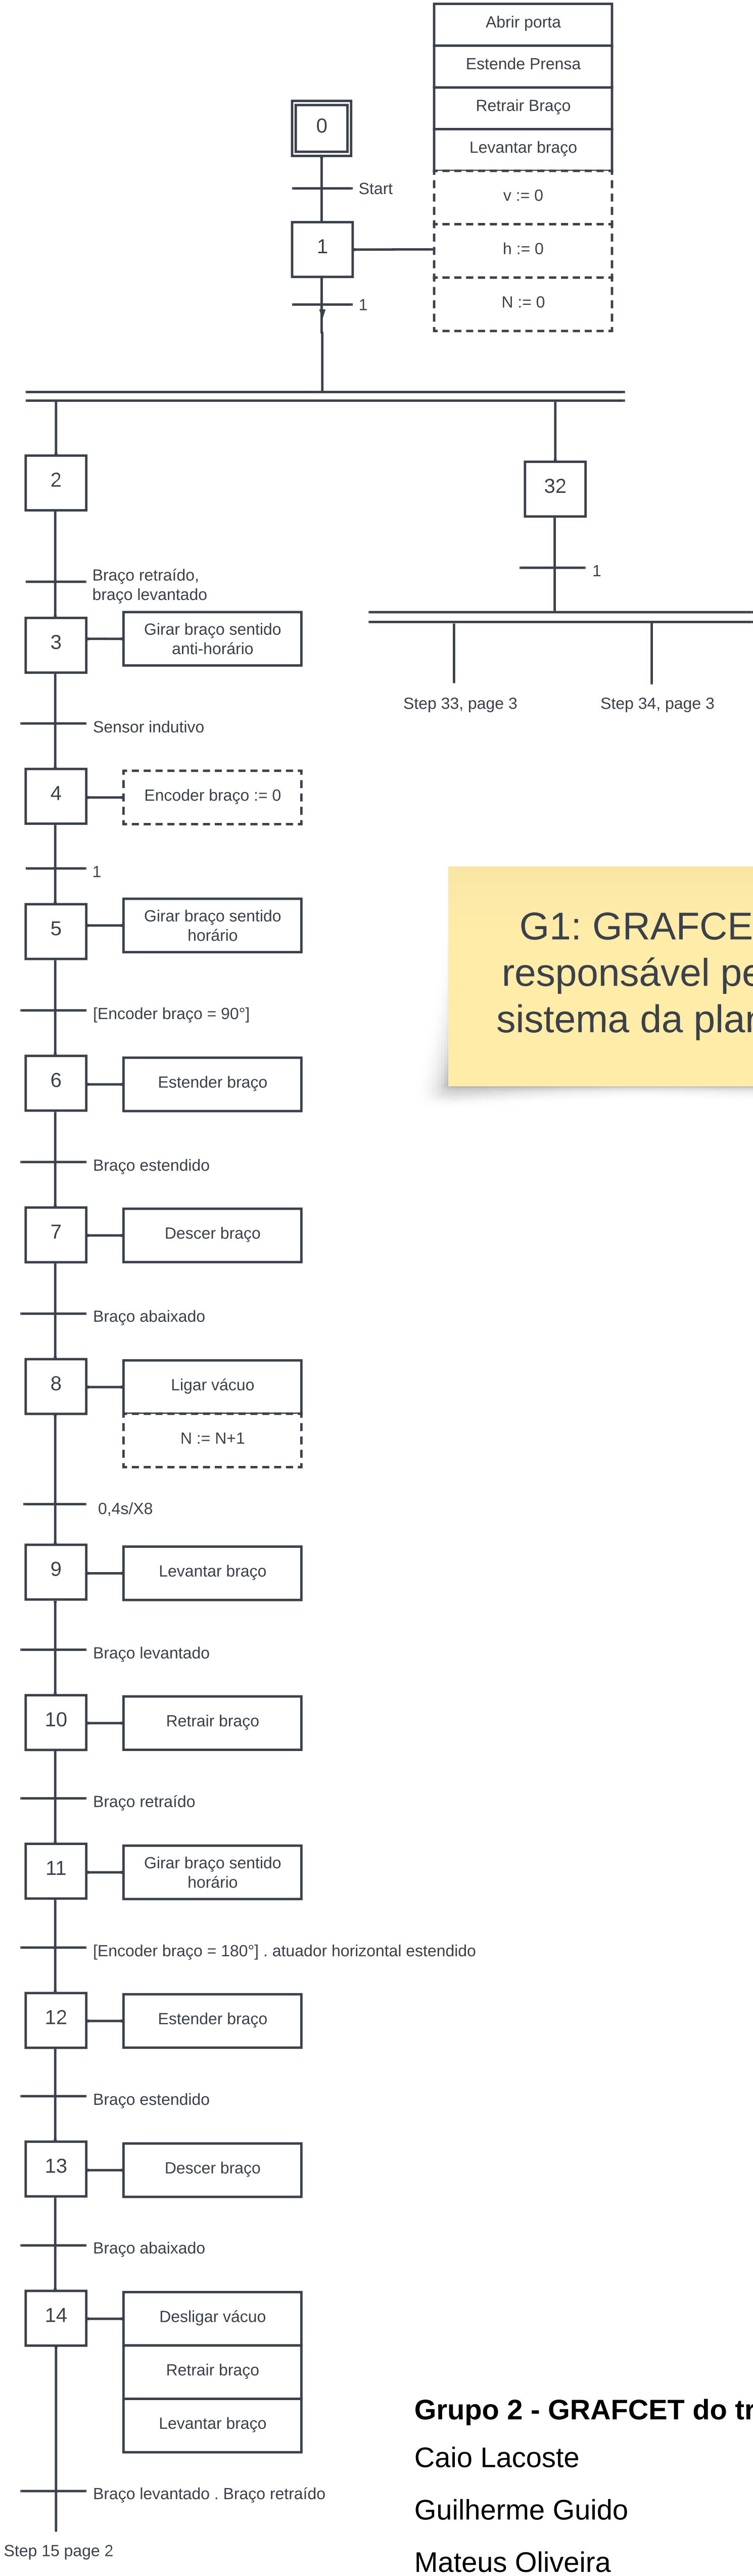 Abrir porta
Estende Prensa
Retrair Braço
Levantar braço
v := 0
h := 0
N := 0
0
Start
1
1
2
Braço retraído,
braço levantado
3
Girar braço sentido
anti-horário
Sensor indutivo
4
Encoder braço := 0
1
5
Girar braço sentido
horário
[Encoder braço = 90°]
6
Estender braço
Braço estendido
7
Descer braço
Braço abaixado
8
Ligar vácuo
N := N+1
0,4s/X8
9
Levantar braço
Braço levantado
10
Retrair braço
Braço retraído
11
Girar braço sentido
horário
[Encoder braço = 180°] . atuador horizontal estendido
12
Estender braço
Braço estendido
13
Descer braço
Braço abaixado
14
Desligar vácuo
Retrair braço
Levantar braço
Braço levantado . Braço retraído
Step 15 page 2
32
1
Step 33, page 3
Step 34, page 3
G1: GRAFCE
responsável pe
sistema da plan
Grupo 2 - GRAFCET do tr
Caio Lacoste
Guilherme Guido
Mateus Oliveira